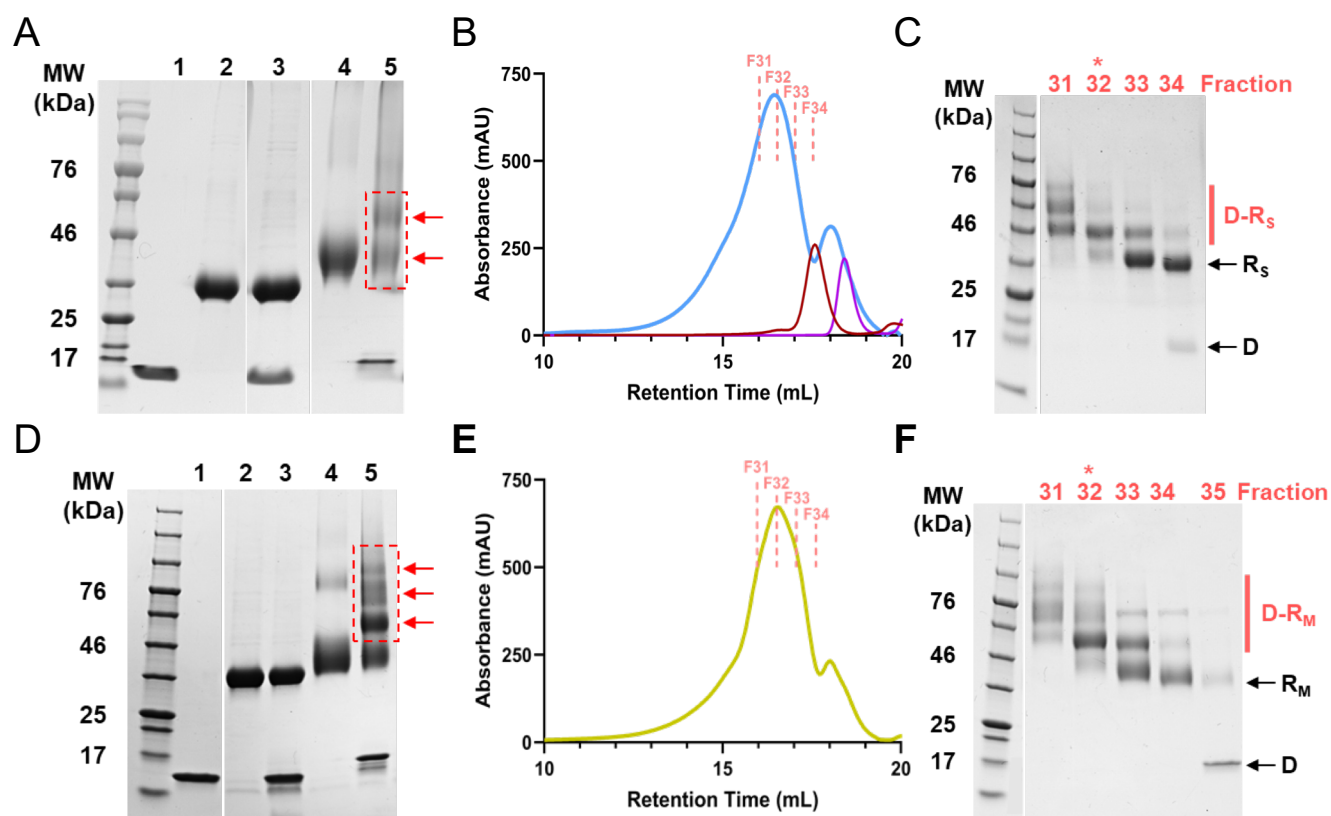 A
MW
(kDa)
1 2 3 4 5
76
46
25
17
B
750
500
250
0
Absorbance (mAU)
F31
F32
F33
F34
10 15 20
Retention Time (mL)
C
MW
(kDa)
*
31 32 33 34 Fraction
76
46
25
17
D-RS
RS
D
D
MW
(kDa)
1 2 3 4 5
76
46
25
17
E
750
500
250
0
Absorbance (mAU)
F31
F32
F33
F34
10 15 20
Retention Time (mL)
F
MW
(kDa)
*
31 32 33 34 35 Fraction
76
46
25
17
D-RM
RM
D